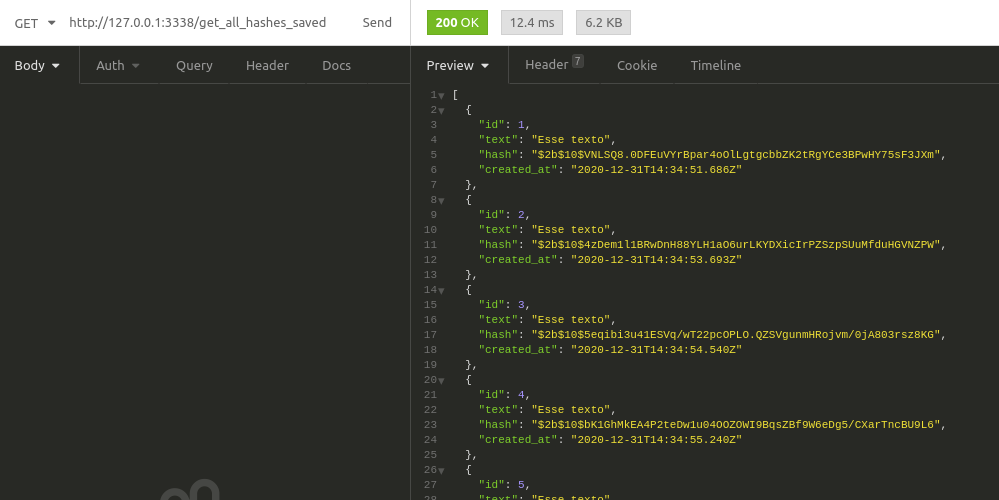 GET http://127.0.0.1:3338/get_all_hashes_saved Send 200 OK 12.4 ms 6.2 KB
Body Auth Query Header Docs Preview Header 7 Cookie Timeline
1 [
2 {
3 "id": 1,
4 "text": "Esse texto",
5 "hash": "$2b$10$VNLSQ8.0DFEuVYrBpar4oOlLgtgcbbZK2tRgYCe3BPwHY75sF3JXm",
6 "created_at": "2020-12-31T14:34:51.686Z"
7 },
8 {
9 "id": 2,
10 "text": "Esse texto",
11 "hash": "$2b$10$4zDem1l1BRwDnH88YLH1aO6urLKYDXicIrPZSzpSUuMfduHGVNZPW",
12 "created_at": "2020-12-31T14:34:53.693Z"
13 },
14 {
15 "id": 3,
16 "text": "Esse texto",
17 "hash": "$2b$10$5eqibi3u41ESVq/wT22pcOPLO.QZSVgunmHRojvm/0jA803rsz8KG",
18 "created_at": "2020-12-31T14:34:54.540Z"
19 },
20 {
21 "id": 4,
22 "text": "Esse texto",
23 "hash": "$2b$10$bK1GhMkEA4P2teDw1u04OOZOWI9BqsZBf9W6eDg5/CXarTncBU9L6",
24 "created_at": "2020-12-31T14:34:55.240Z"
25 },
26 {
27 "id": 5,
28 "text": "Esse texto"